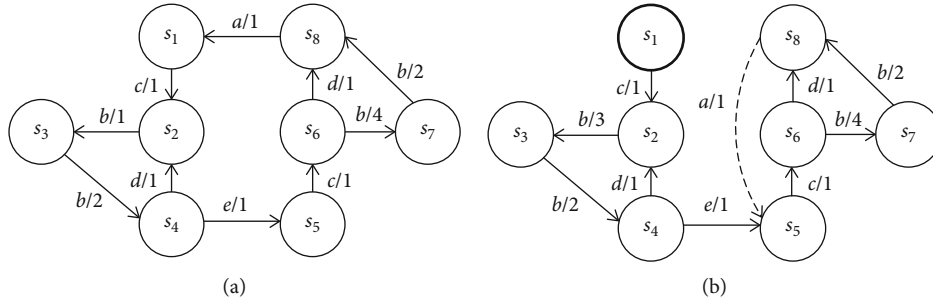 s1 a/1 s8
c/1 d/1 b/2
s3 b/1 s2 s6 b/4 s7
b/2 d/1 c/1
s4 e/1 s5
(a)
s1 s8
c/1 a/1 d/1 b/2
s3 b/3 s2 s6 b/4 s7
b/2 d/1 c/1
s4 e/1 s5
(b)